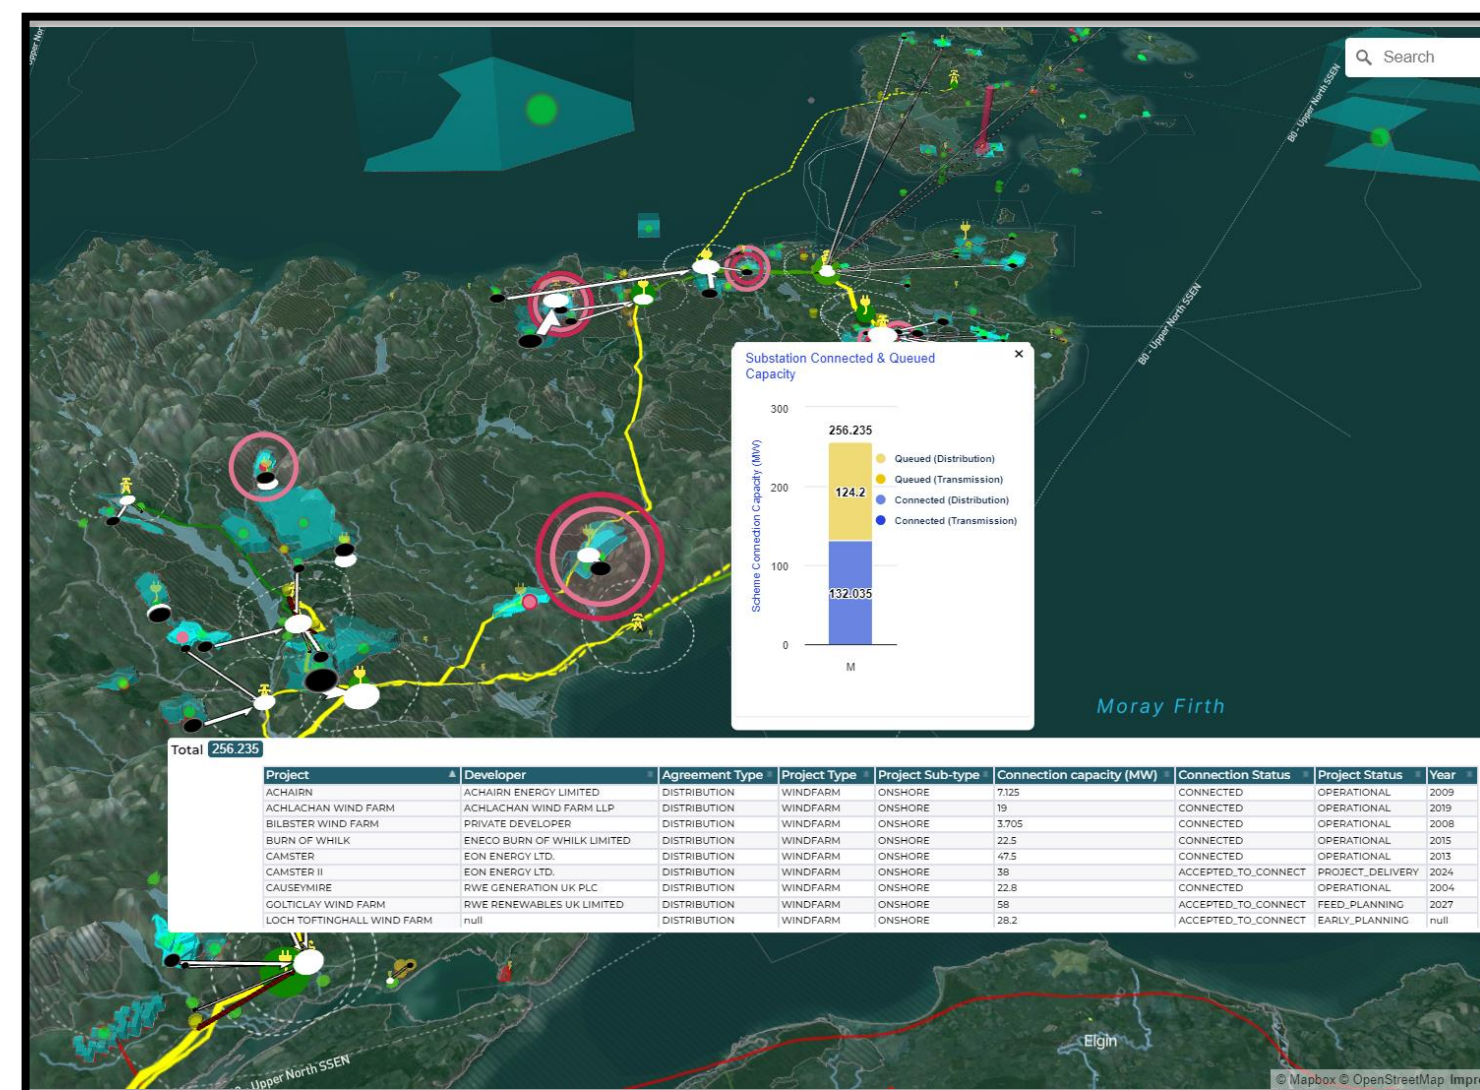 Search
B0 - Upper North SSEN
B0 - Upper North SSEN
Substation Connected & Queued
Capacity
×
Scheme Connection Capacity (MW)
300
200
100
0
256.235
124.2
132.035
M
Queued (Distribution)
Queued (Transmission)
Connected (Distribution)
Connected (Transmission)
Moray Firth
Total 256.235
Project Developer Agreement Type Project Type Project Sub-type Connection capacity (MW) Connection Status Project Status Year
ACHAIRN ACHAIRN ENERGY LIMITED DISTRIBUTION WINDFARM ONSHORE 7.125 CONNECTED OPERATIONAL 2009
ACHLACHAN WIND FARM ACHLACHAN WIND FARM LLP DISTRIBUTION WINDFARM ONSHORE 19 CONNECTED OPERATIONAL 2019
BILBSTER WIND FARM PRIVATE DEVELOPER DISTRIBUTION WINDFARM ONSHORE 3.705 CONNECTED OPERATIONAL 2008
BURN OF WHILK ENECO BURN OF WHILK LIMITED DISTRIBUTION WINDFARM ONSHORE 22.5 CONNECTED OPERATIONAL 2015
CAMSTER EON ENERGY LTD. DISTRIBUTION WINDFARM ONSHORE 47.5 CONNECTED OPERATIONAL 2013
CAMSTER II EON ENERGY LTD. DISTRIBUTION WINDFARM ONSHORE 38 ACCEPTED_TO_CONNECT PROJECT_DELIVERY 2024
CAUSEYMIRE RWE GENERATION UK PLC DISTRIBUTION WINDFARM ONSHORE 22.8 CONNECTED OPERATIONAL 2004
GOLTICLAY WIND FARM RWE RENEWABLES UK LIMITED DISTRIBUTION WINDFARM ONSHORE 58 ACCEPTED_TO_CONNECT FEED_PLANNING 2027
LOCH TOFTINGHALL WIND FARM null DISTRIBUTION WINDFARM ONSHORE 28.2 ACCEPTED_TO_CONNECT EARLY_PLANNING null
Elgin
Upper North SSEN
© Mapbox © OpenStreetMap Impr